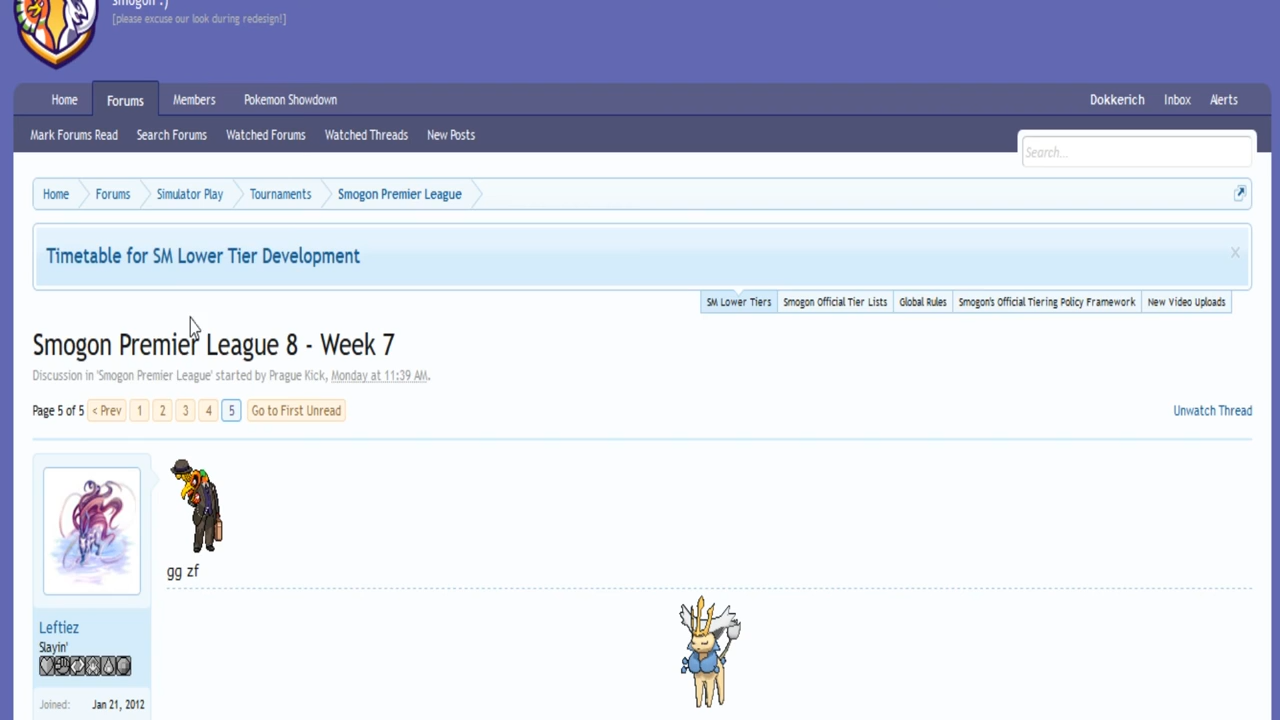 smogon :)
[please excuse our look during redesign!]
Home Forums Members Pokemon Showdown Dokkerich Inbox Alerts
Mark Forums Read Search Forums Watched Forums Watched Threads New Posts
Search...
Home Forums Simulator Play Tournaments Smogon Premier League
Timetable for SM Lower Tier Development X
SM Lower Tiers Smogon Official Tier Lists Global Rules Smogon's Official Tiering Policy Framework New Video Uploads
Smogon Premier League 8 - Week 7
Discussion in 'Smogon Premier League' started by Prague Kick, Monday at 11:39 AM.
Page 5 of 5 < Prev 1 2 3 4 5 Go to First Unread Unwatch Thread
gg zf
Leftiez
Slayin'
Joined: Jan 21, 2012